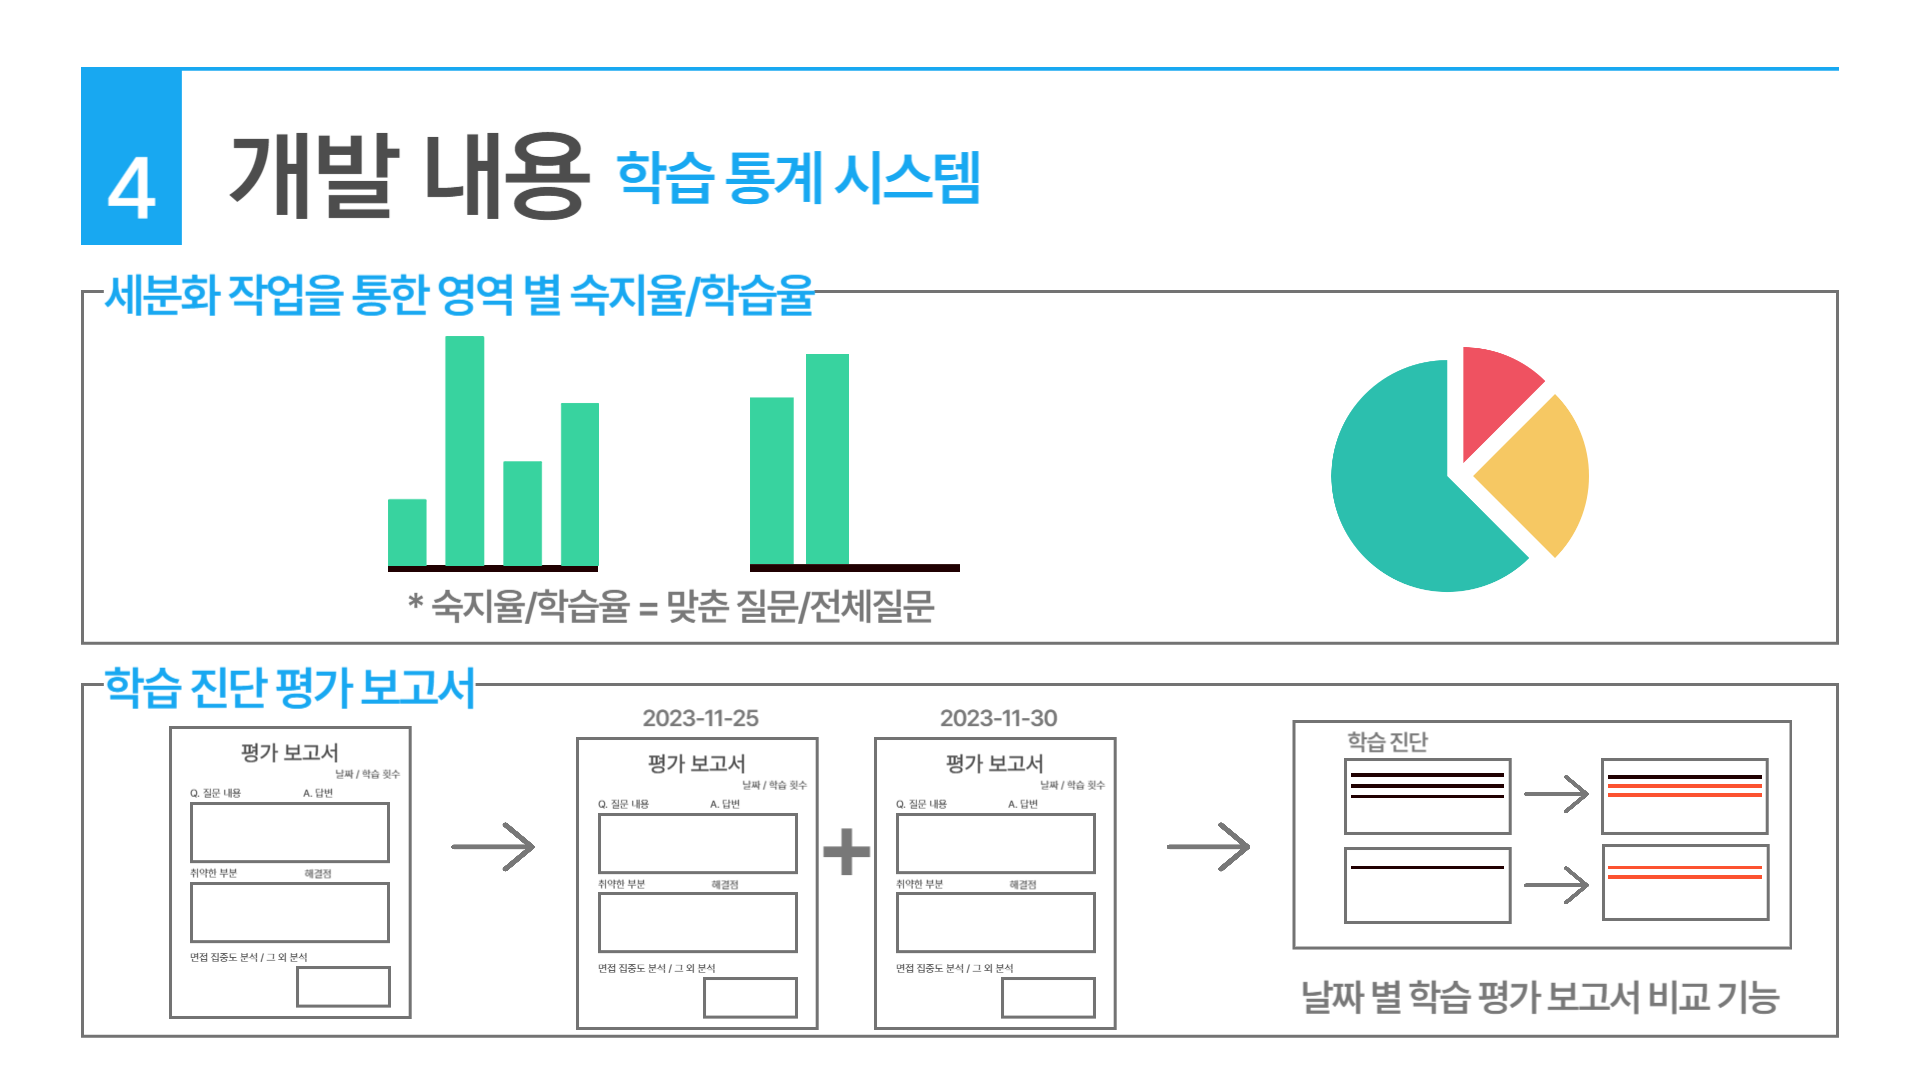 4
개발 내용 학습 통계 시스템
세분화 작업을 통한 영역 별 숙지율/학습율
* 숙지율/학습율 = 맞춘 질문/전체질문
학습 진단 평가 보고서
평가 보고서
날짜 / 학습 횟수
Q. 질문 내용 A. 답변
취약한 부분 해결점
면접 집중도 분석 / 그 외 분석
2023-11-25
평가 보고서
날짜 / 학습 횟수
Q. 질문 내용 A. 답변
취약한 부분 해결점
면접 집중도 분석 / 그 외 분석
+
2023-11-30
평가 보고서
날짜 / 학습 횟수
Q. 질문 내용 A. 답변
취약한 부분 해결점
면접 집중도 분석 / 그 외 분석
학습 진단
날짜 별 학습 평가 보고서 비교 기능